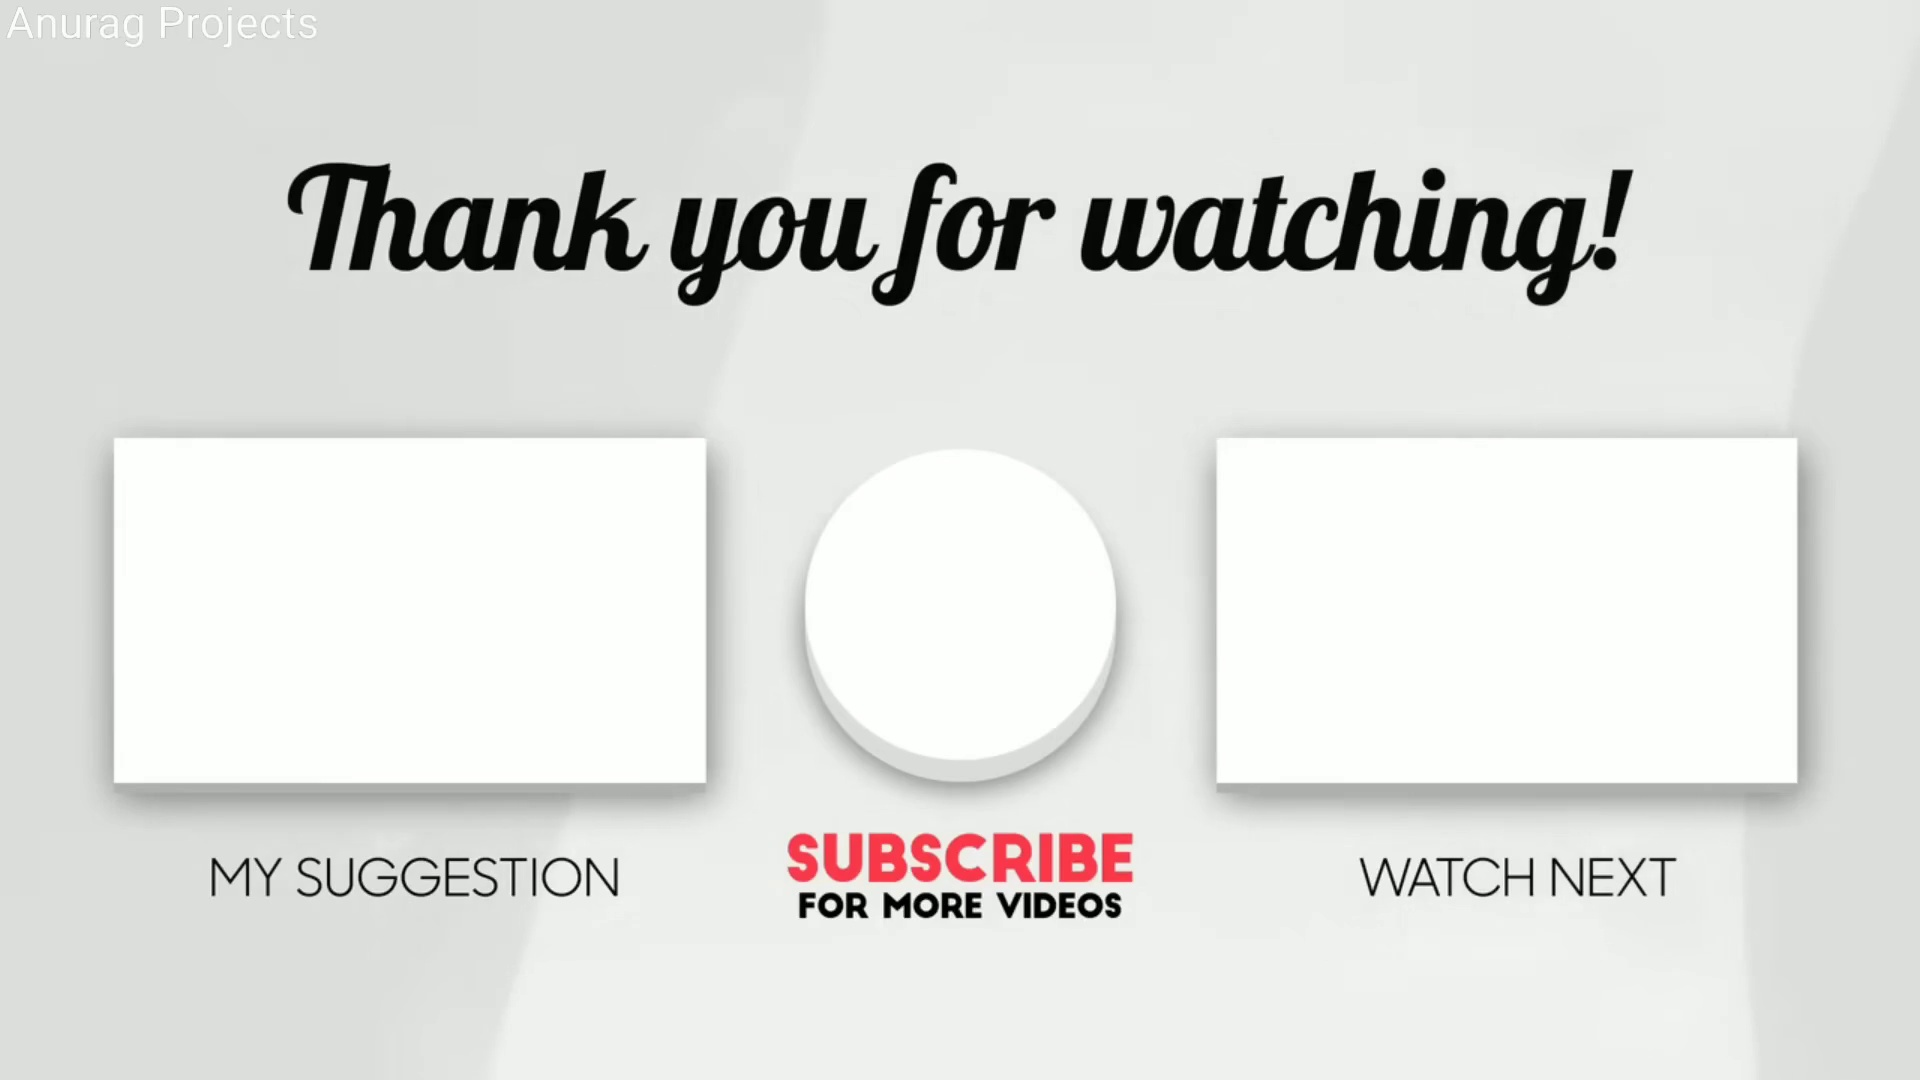 Anurag Projects
Thank you for watching!
MY SUGGESTION
SUBSCRIBE
FOR MORE VIDEOS
WATCH NEXT